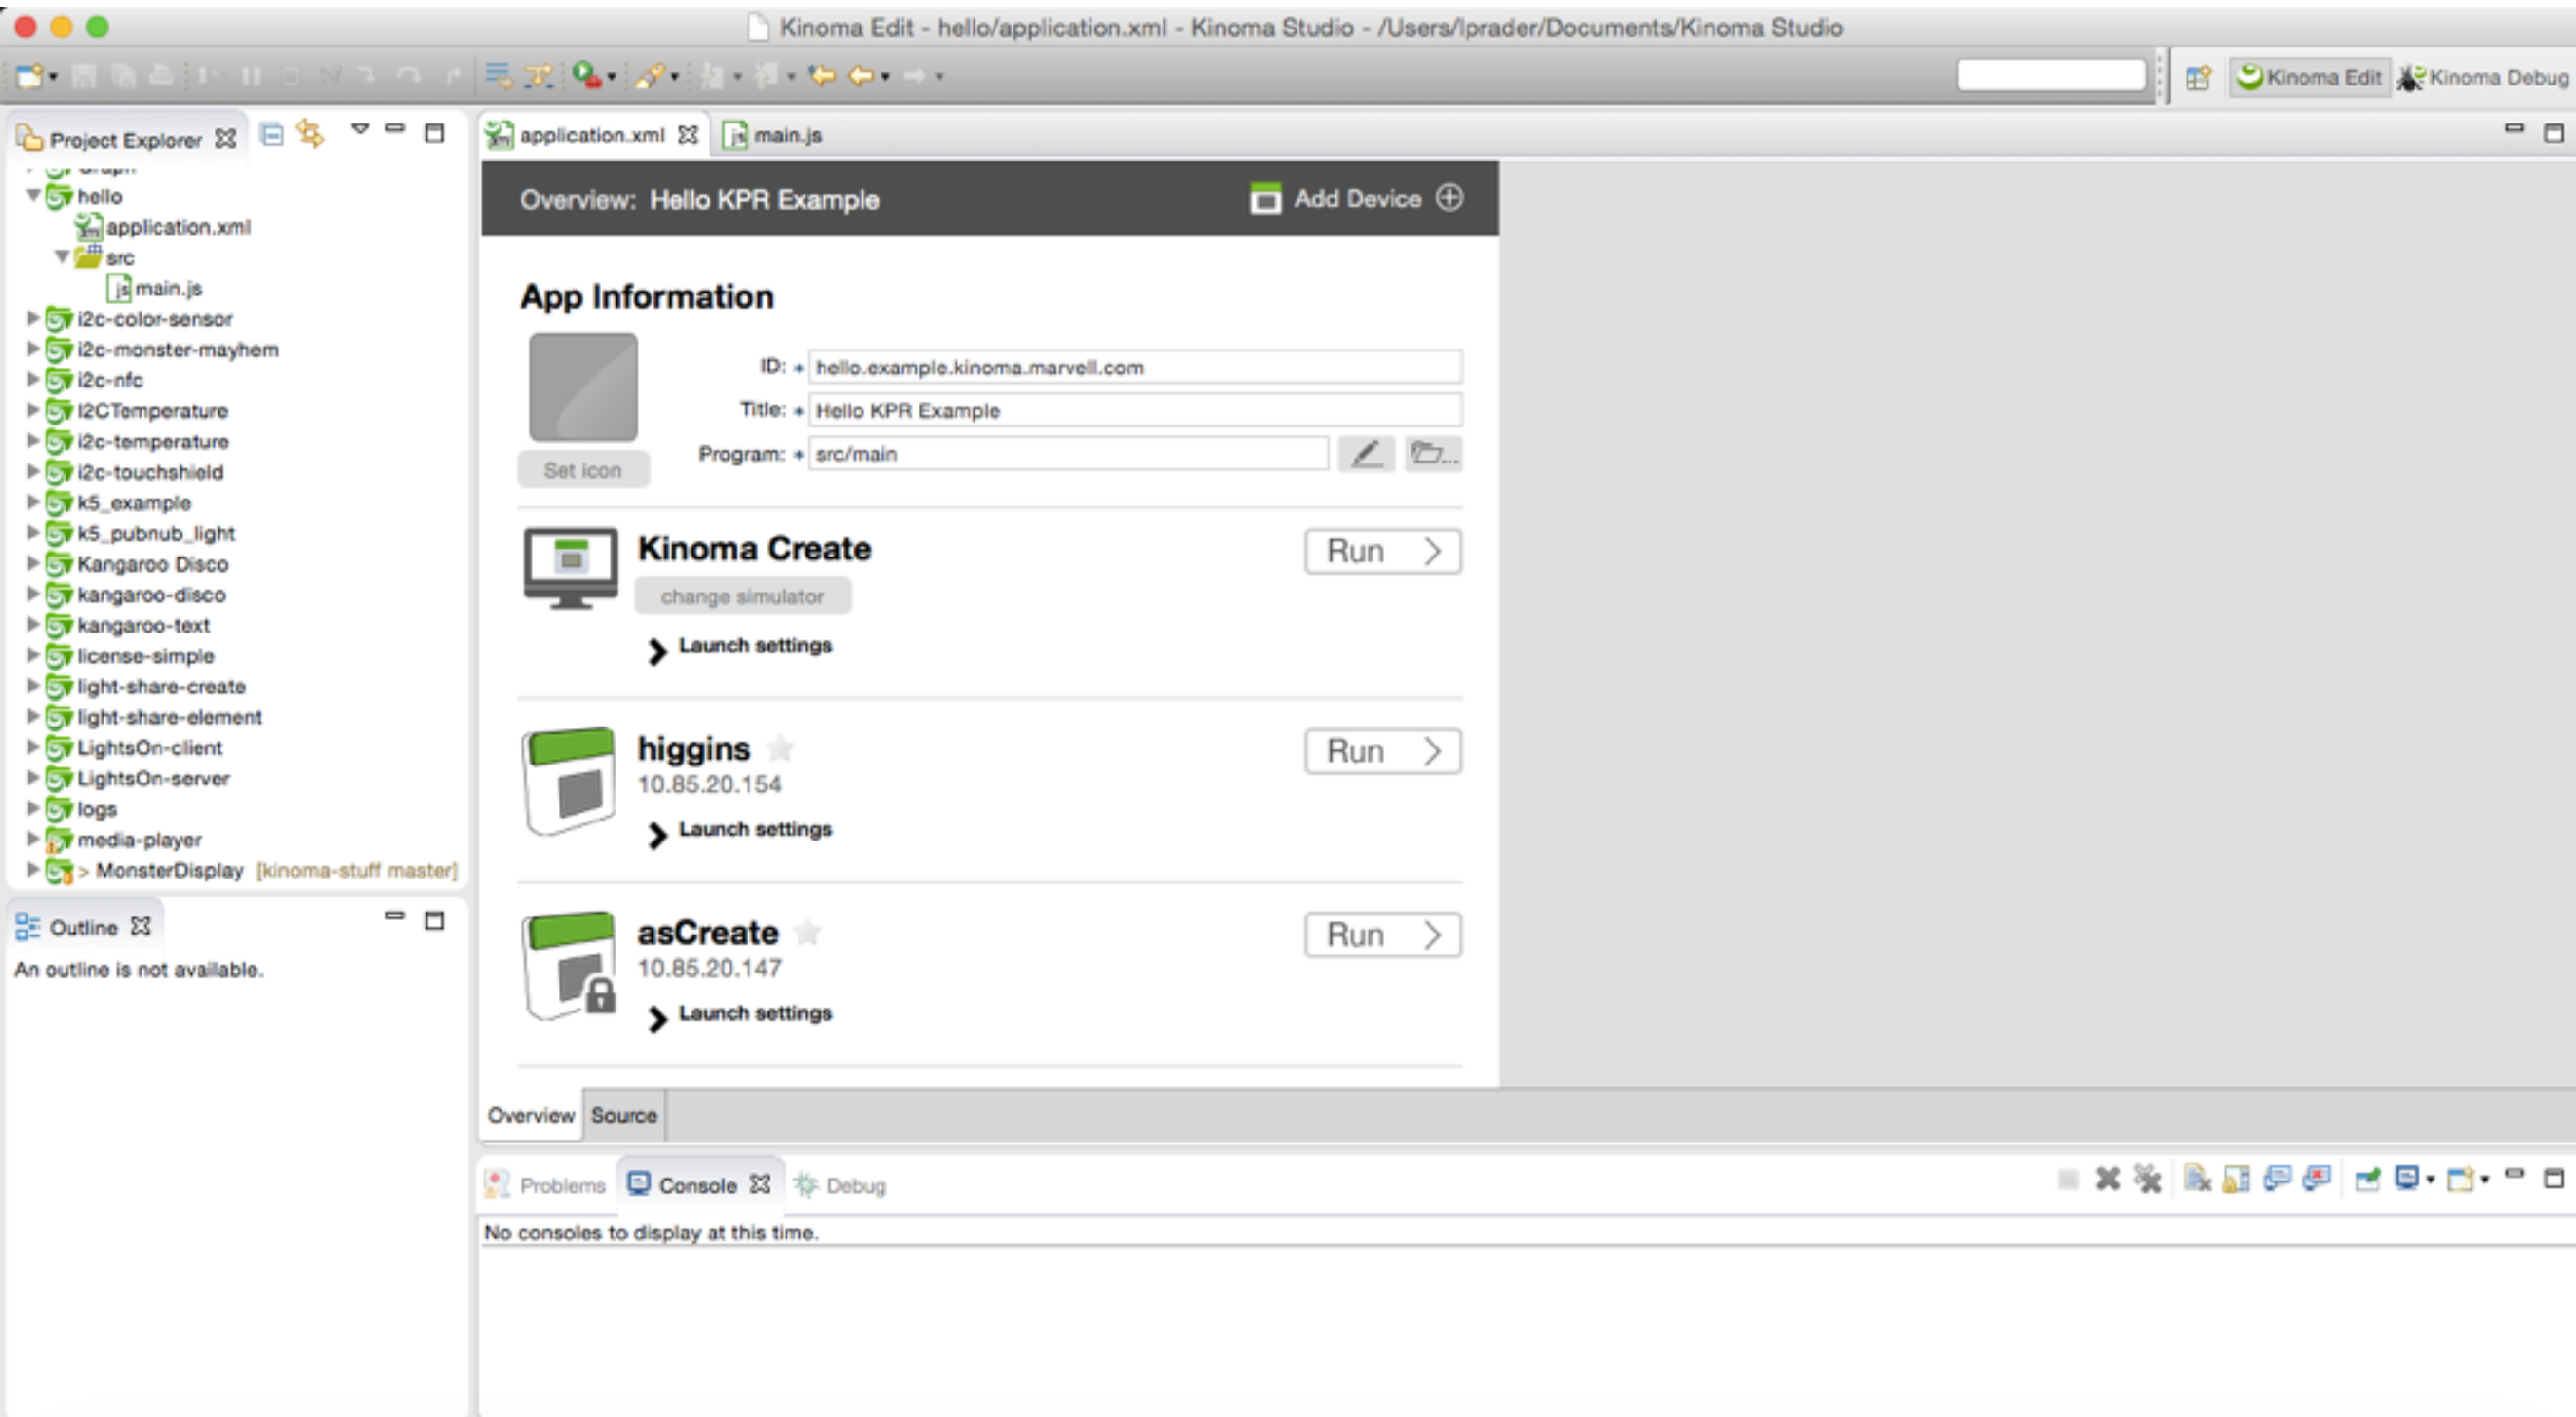 Kinoma Edit - hello/application.xml - Kinoma Studio - /Users/lprader/Documents/Kinoma Studio
Kinoma Edit
Kinoma Debug
Project Explorer
application.xml
main.js
Graph
hello
application.xml
src
main.js
i2c-color-sensor
i2c-monster-mayhem
i2c-nfc
I2CTemperature
i2c-temperature
i2c-touchshield
k5_example
k5_pubnub_light
Kangaroo Disco
kangaroo-disco
kangaroo-text
license-simple
light-share-create
light-share-element
LightsOn-client
LightsOn-server
logs
media-player
> MonsterDisplay [kinoma-stuff master]
Outline
An outline is not available.
Overview: Hello KPR Example
Add Device
App Information
Set icon
ID: * hello.example.kinoma.marvell.com
Title: * Hello KPR Example
Program: * src/main
...
Kinoma Create
change simulator
Run >
Launch settings
higgins
10.85.20.154
Run >
Launch settings
asCreate
10.85.20.147
Run >
Launch settings
Overview
Source
Problems
Console
Debug
No consoles to display at this time.